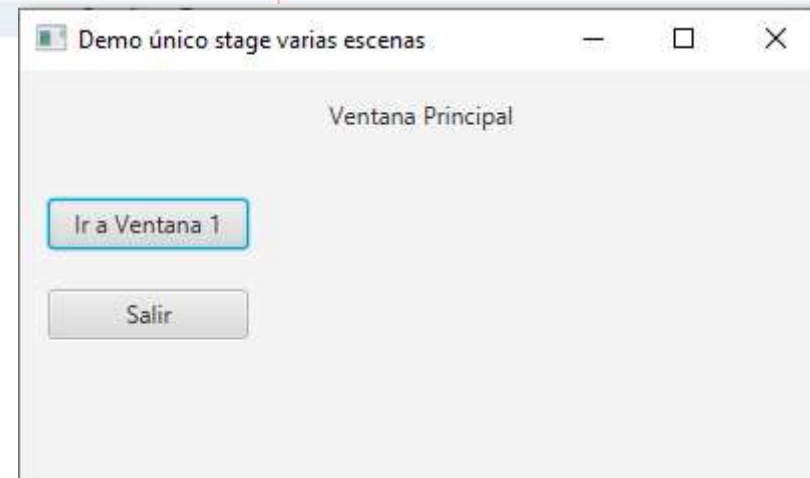 Demo único stage varias escenas
Ventana Principal
Ir a Ventana 1
Salir